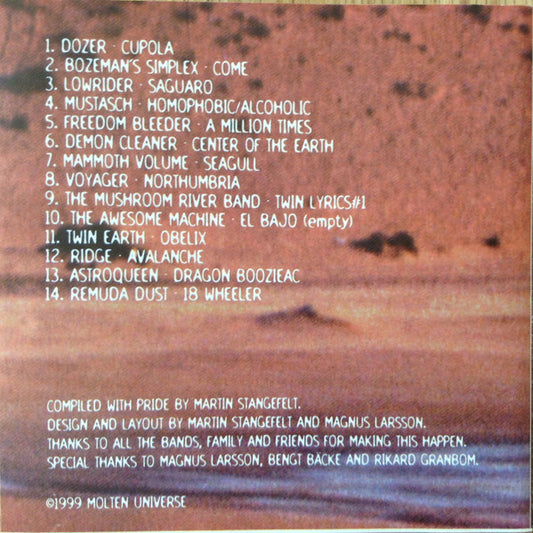 1. DOZER · CUPOLA
2. BOZEMAN'S SIMPLEX · COME
3. LOWRIDER · SAGUARO
4. MUSTASCH · HOMOPHOBIC/ALCOHOLIC
5. FREEDOM BLEEDER · A MILLION TIMES
6. DEMON CLEANER · CENTER OF THE EARTH
7. MAMMOTH VOLUME · SEAGULL
8. VOYAGER · NORTHUMBRIA
9. THE MUSHROOM RIVER BAND · TWIN LYRICS#1
10. THE AWESOME MACHINE · EL BAJO (empty)
11. TWIN EARTH · OBELIX
12. RIDGE · AVALANCHE
13. ASTROQUEEN · DRAGON BOOZIEAC
14. REMUDA DUST · 18 WHEELER
COMPILED WITH PRIDE BY MARTIN STANGEFELT.
DESIGN AND LAYOUT BY MARTIN STANGEFELT AND MAGNUS LARSSON.
THANKS TO ALL THE BANDS, FAMILY AND FRIENDS FOR MAKING THIS HAPPEN.
SPECIAL THANKS TO MAGNUS LARSSON, BENGT BÄCKE AND RIKARD GRANBOM.
©1999 MOLTEN UNIVERSE